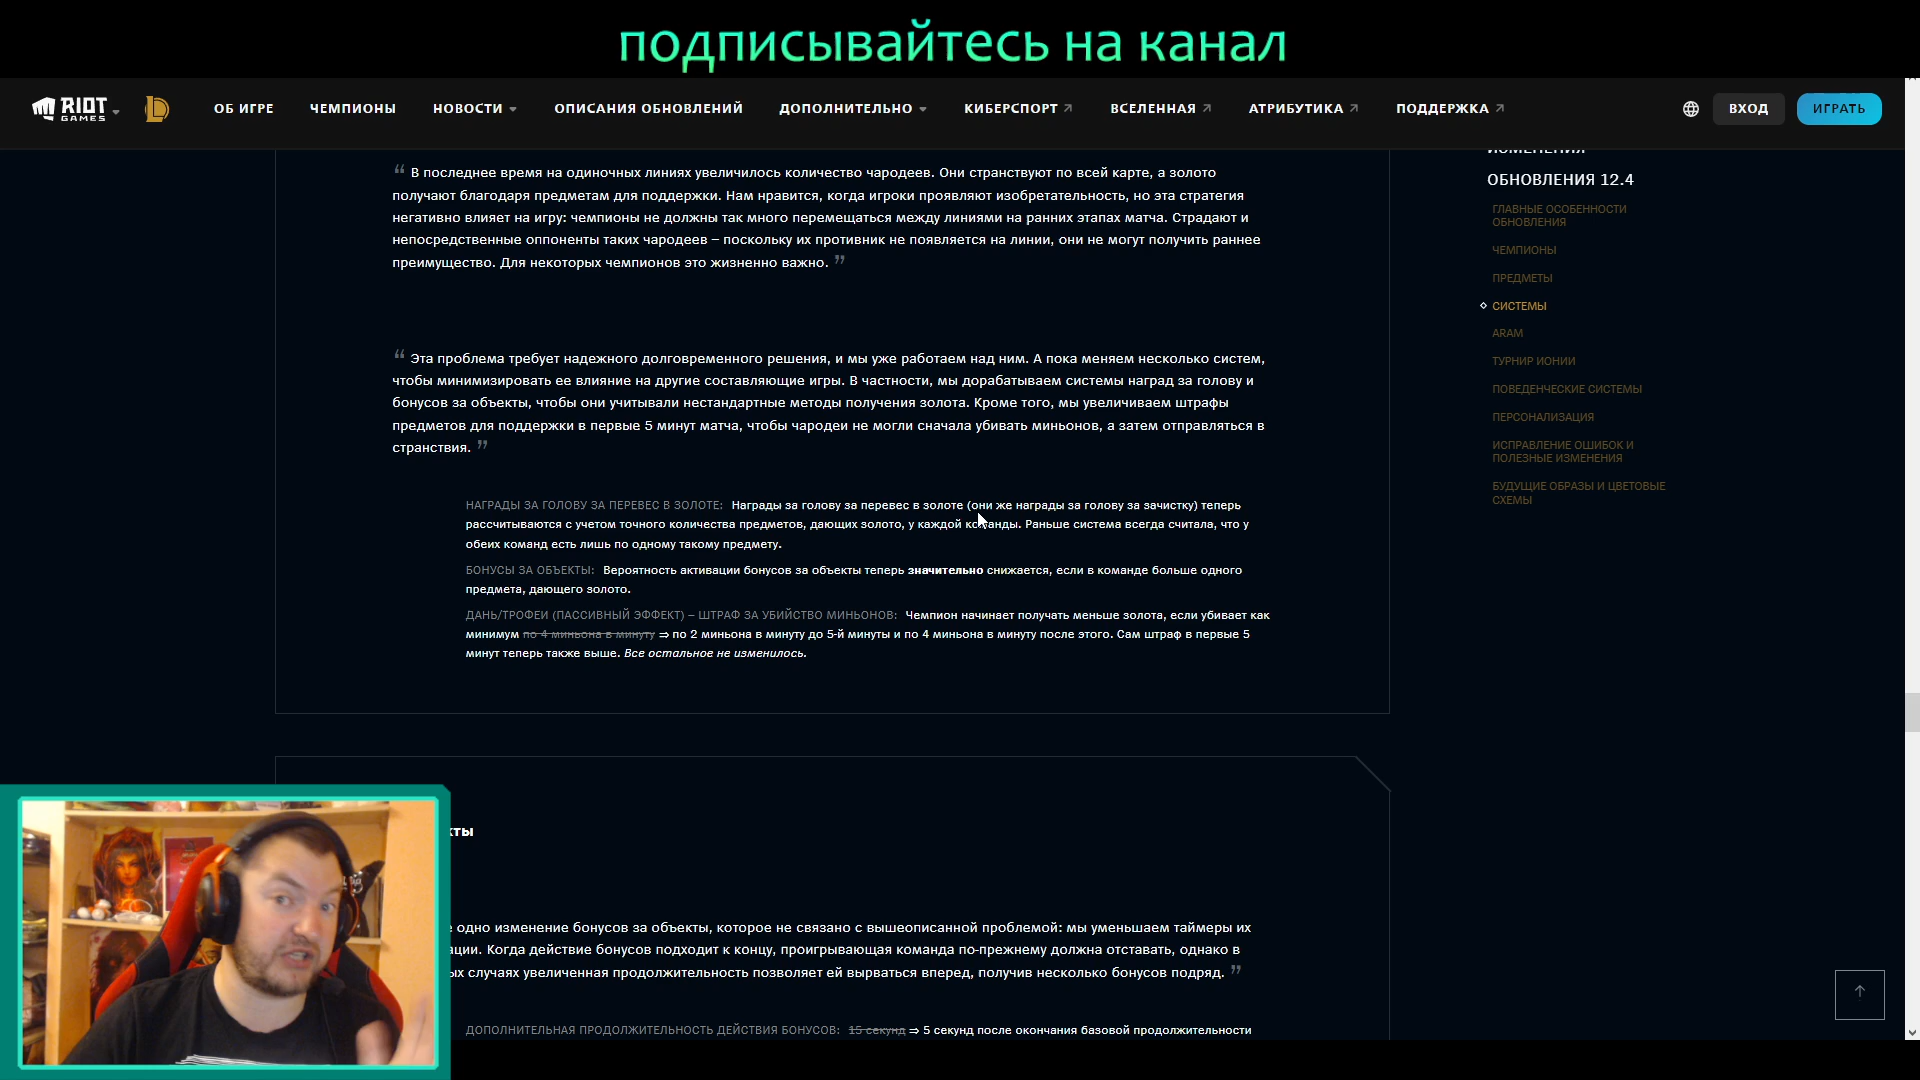 подписывайтесь на канал
RIOT GAMES
ОБ ИГРЕ ЧЕМПИОНЫ НОВОСТИ ОПИСАНИЯ ОБНОВЛЕНИЙ ДОПОЛНИТЕЛЬНО КИБЕРСПОРТ ВСЕЛЕННАЯ АТРИБУТИКА ПОДДЕРЖКА ВХОД ИГРАТЬ
“ В последнее время на одиночных линиях увеличилось количество чародеев. Они странствуют по всей карте, а золото
получают благодаря предметам для поддержки. Нам нравится, когда игроки проявляют изобретательность, но эта стратегия
негативно влияет на игру: чемпионы не должны так много перемещаться между линиями на ранних этапах матча. Страдают и
непосредственные оппоненты таких чародеев – поскольку их противник не появляется на линии, они не могут получить раннее
преимущество. Для некоторых чемпионов это жизненно важно. ”
“ Эта проблема требует надежного долговременного решения, и мы уже работаем над ним. А пока меняем несколько систем,
чтобы минимизировать ее влияние на другие составляющие игры. В частности, мы дорабатываем системы наград за голову и
бонусов за объекты, чтобы они учитывали нестандартные методы получения золота. Кроме того, мы увеличиваем штрафы
предметов для поддержки в первые 5 минут матча, чтобы чародеи не могли сначала убивать миньонов, а затем отправляться в
странствия. ”
НАГРАДЫ ЗА ГОЛОВУ ЗА ПЕРЕВЕС В ЗОЛОТЕ: Награды за голову за перевес в золоте (они же награды за голову за зачистку) теперь
рассчитываются с учетом точного количества предметов, дающих золото, у каждой команды. Раньше система всегда считала, что у
обеих команд есть лишь по одному такому предмету.
БОНУСЫ ЗА ОБЪЕКТЫ: Вероятность активации бонусов за объекты теперь значительно снижается, если в команде больше одного
предмета, дающего золото.
ДАНЬ/ТРОФЕИ (ПАССИВНЫЙ ЭФФЕКТ) – ШТРАФ ЗА УБИЙСТВО МИНЬОНОВ: Чемпион начинает получать меньше золота, если убивает как
минимум по 4 миньона в минуту ⇒ по 2 миньона в минуту до 5-й минуты и по 4 миньона в минуту после этого. Сам штраф в первые 5
минут теперь также выше. Все остальное не изменилось.
кты
одно изменение бонусов за объекты, которое не связано с вышеописанной проблемой: мы уменьшаем таймеры их
ации. Когда действие бонусов подходит к концу, проигрывающая команда по-прежнему должна отставать, однако в
ых случаях увеличенная продолжительность позволяет ей вырваться вперед, получив несколько бонусов подряд. ”
ДОПОЛНИТЕЛЬНАЯ ПРОДОЛЖИТЕЛЬНОСТЬ ДЕЙСТВИЯ БОНУСОВ: 15 секунд ⇒ 5 секунд после окончания базовой продолжительности
ИЗМЕНЕНИЯ
ОБНОВЛЕНИЯ 12.4
ГЛАВНЫЕ ОСОБЕННОСТИ
ОБНОВЛЕНИЯ
ЧЕМПИОНЫ
ПРЕДМЕТЫ
СИСТЕМЫ
ARAM
ТУРНИР ИОНИИ
ПОВЕДЕНЧЕСКИЕ СИСТЕМЫ
ПЕРСОНАЛИЗАЦИЯ
ИСПРАВЛЕНИЕ ОШИБОК И
ПОЛЕЗНЫЕ ИЗМЕНЕНИЯ
БУДУЩИЕ ОБРАЗЫ И ЦВЕТОВЫЕ
СХЕМЫ